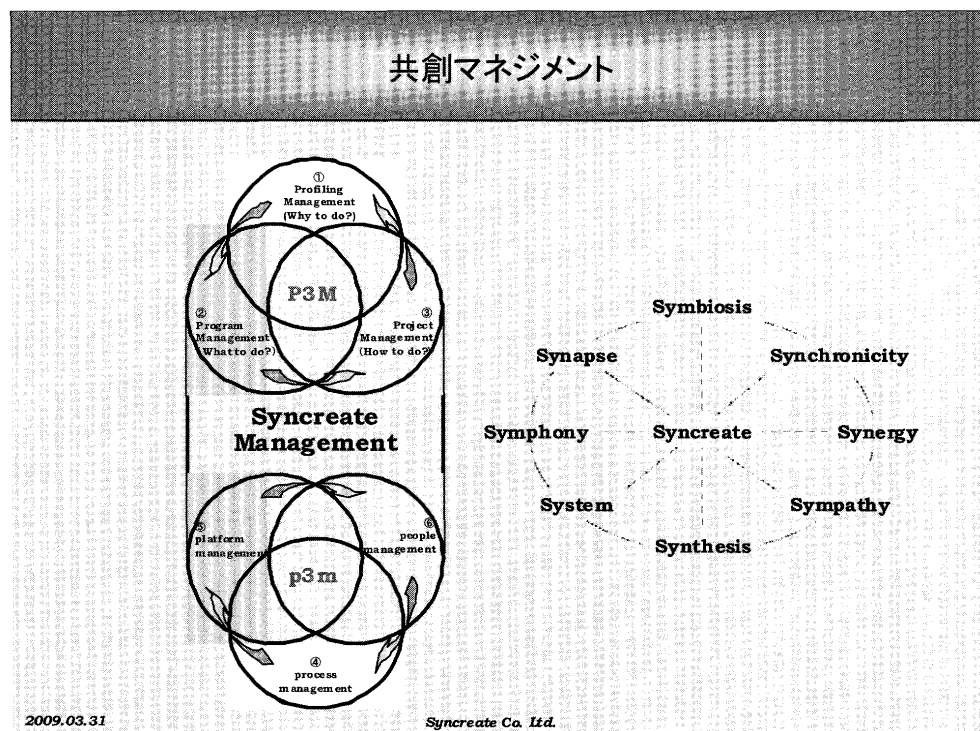 共創マネジメント
①
Profiling
Management
(Why to do?)
P3M
②
Program
Management
(What to do?)
③
Project
Management
(How to do?)
Syncreate
Management
⑤
platform
management
⑥
people
management
p3m
④
process
management
Symbiosis
Synapse
Synchronicity
Symphony
Syncreate
Synergy
System
Sympathy
Synthesis
2009.03.31
Syncreate Co. Ltd.